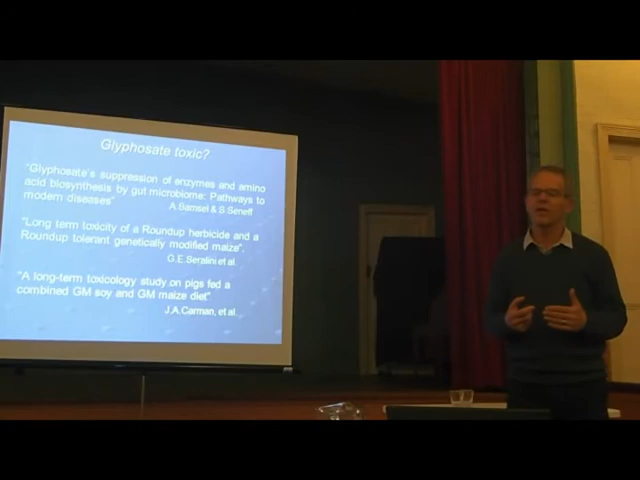 Glyphosate toxic?
"Glyphosate's suppression of enzymes and amino
acid biosynthesis by gut microbiome: Pathways to
modern diseases"
A.Samsel & S.Seneff
"Long term toxicity of a Roundup herbicide and a
Roundup tolerant genetically modified maize",
G.E.Seralini et al.
"A long-term toxicology study on pigs fed a
combined GM soy and GM maize diet"
J.A.Carman, et al.